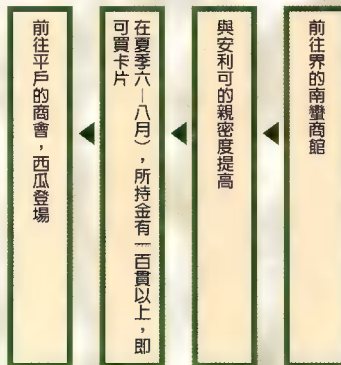 前往界的南蠻商館
與安利可的親密度提高
在夏季六—八月），所持金有一百貫以上，即
可買卡片
前往平戶的商會，西瓜登場